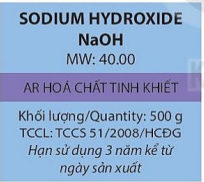 SODIUM HYDROXIDE
NaOH
MW: 40.00
AR HOÁ CHẤT TINH KHIẾT
Khối lượng/Quantity: 500 g
TCCL: TCCS 51/2008/HCĐG
Hạn sử dụng 3 năm kể từ
ngày sản xuất